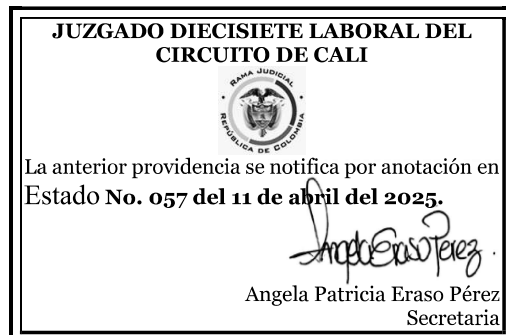 JUZGADO DIECISIETE LABORAL DEL
CIRCUITO DE CALI
RAMA JUDICIAL
REPÚBLICA DE COLOMBIA
La anterior providencia se notifica por anotación en
Estado No. 057 del 11 de abril del 2025.
Angela Eraso Perez.
Angela Patricia Eraso Pérez
Secretaria